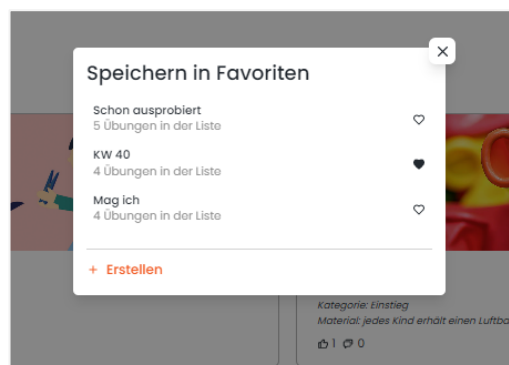 Speichern in Favoriten
Schon ausprobiert
5 Übungen in der Liste
KW 40
4 Übungen in der Liste
Mag ich
4 Übungen in der Liste
+ Erstellen
Kategorie: Einstieg
Material: jedes Kind erhält einen
1 0